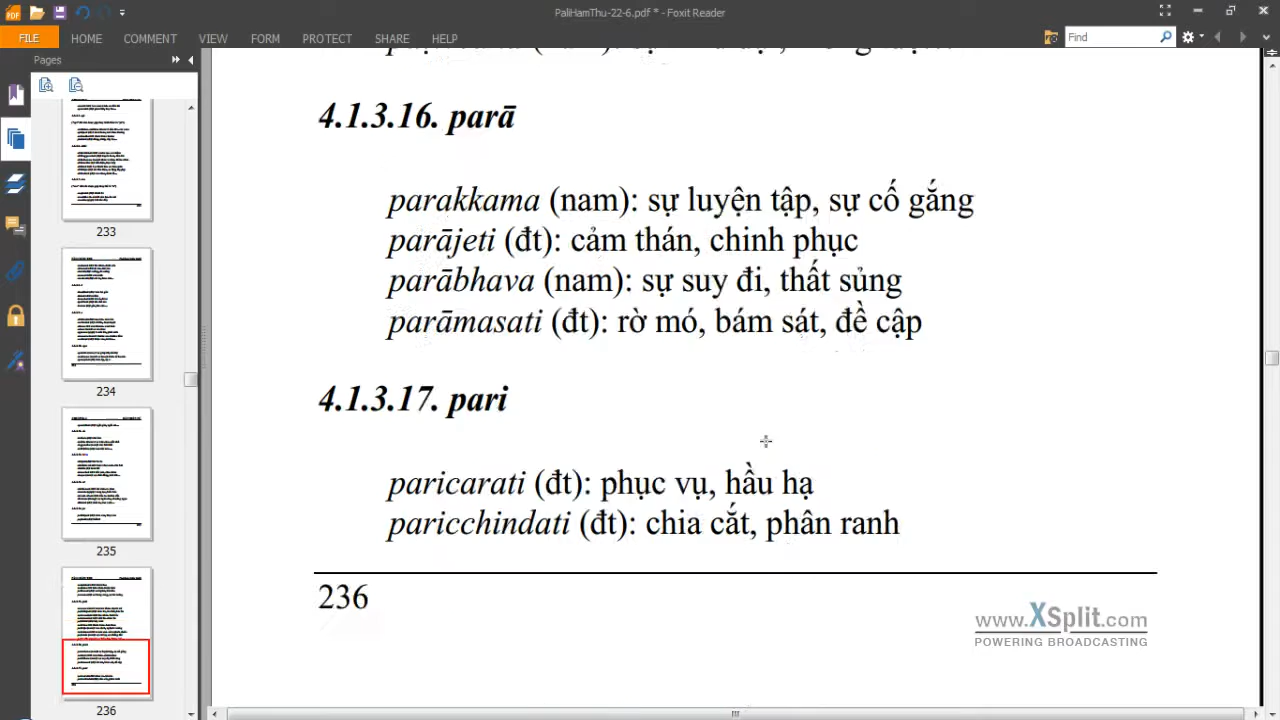 PaliHamThu-22-6.pdf * - Foxit Reader
FILE HOME COMMENT VIEW FORM PROTECT SHARE HELP Find
Pages
4.1.3.16. parā
parakkama (nam): sự luyện tập, sự cố gắng
parājeti (đt): cảm thán, chinh phục
parābhava (nam): sự suy đi, thất sủng
parāmasati (đt): rờ mó, bám sát, đề cập
4.1.3.17. pari
paricarati (đt): phục vụ, hầu hạ
paricchindati (đt): chia cắt, phân ranh
236
233
234
235
236
www.XSplit.com
POWERING BROADCASTING